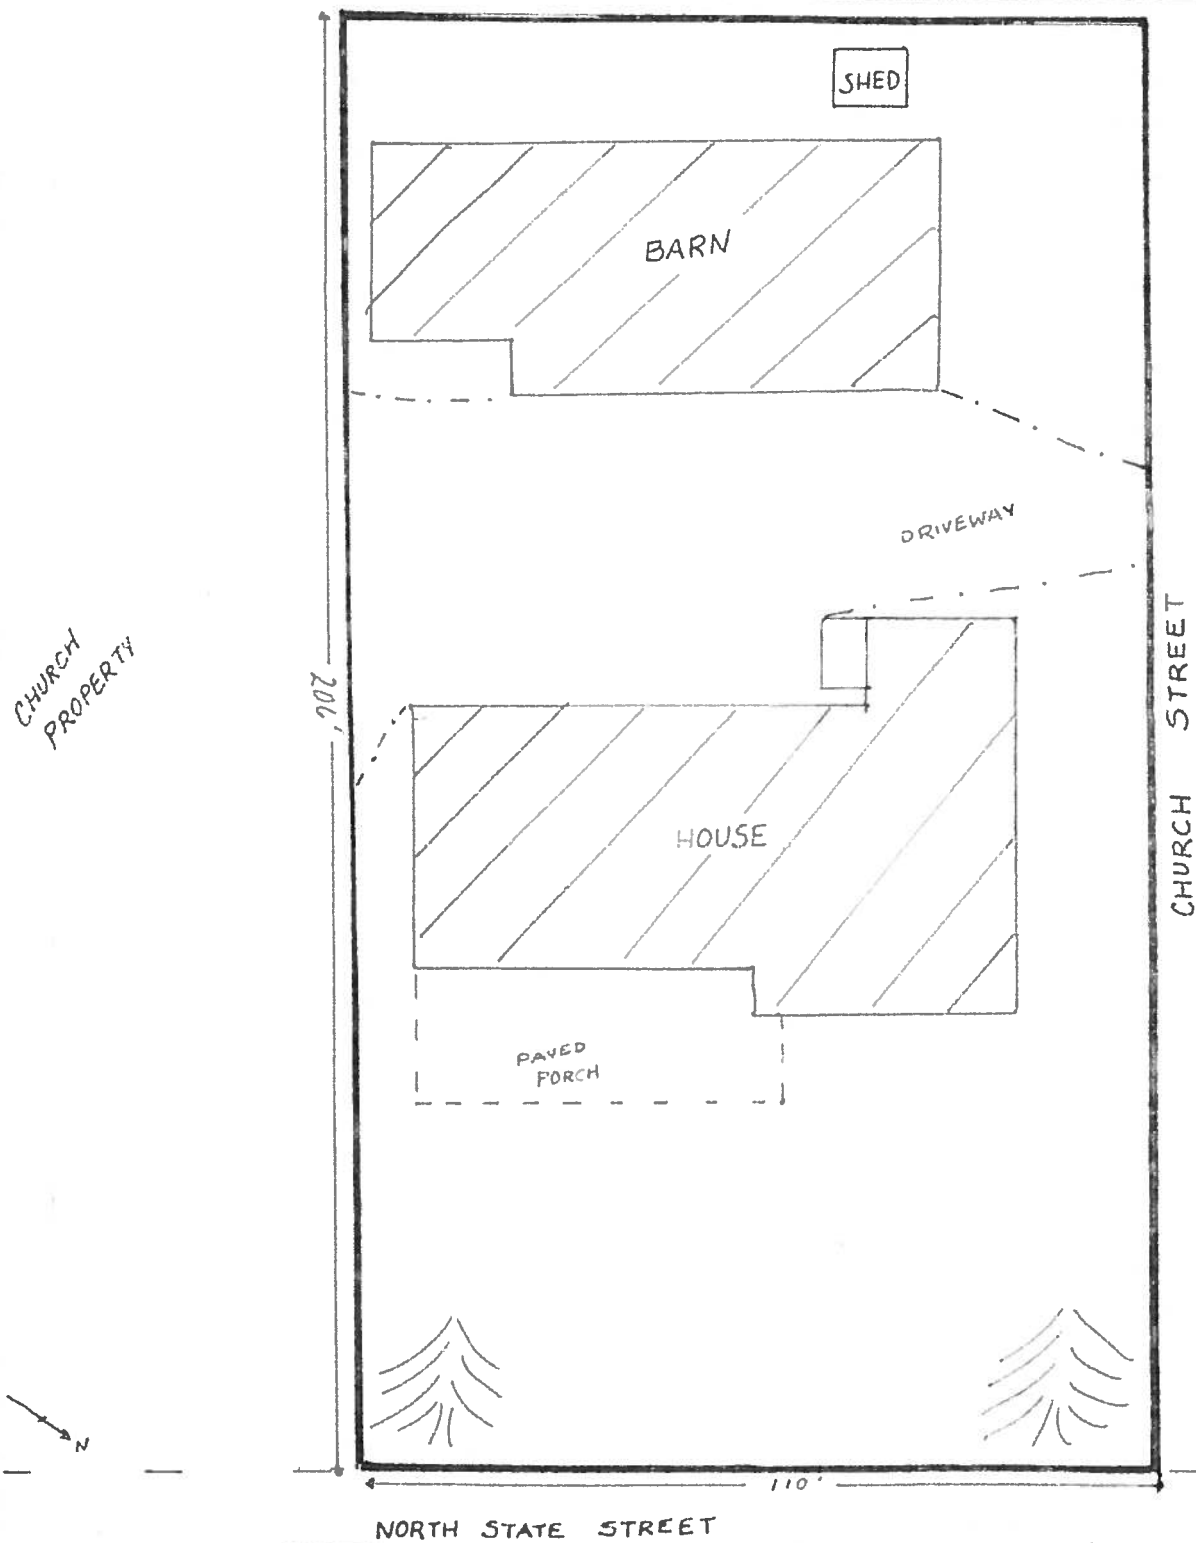 SHED
BARN
DRIVEWAY
CHURCH
PROPERTY
206'
CHURCH STREET
HOUSE
PAVED
PORCH
N
110'
NORTH STATE STREET